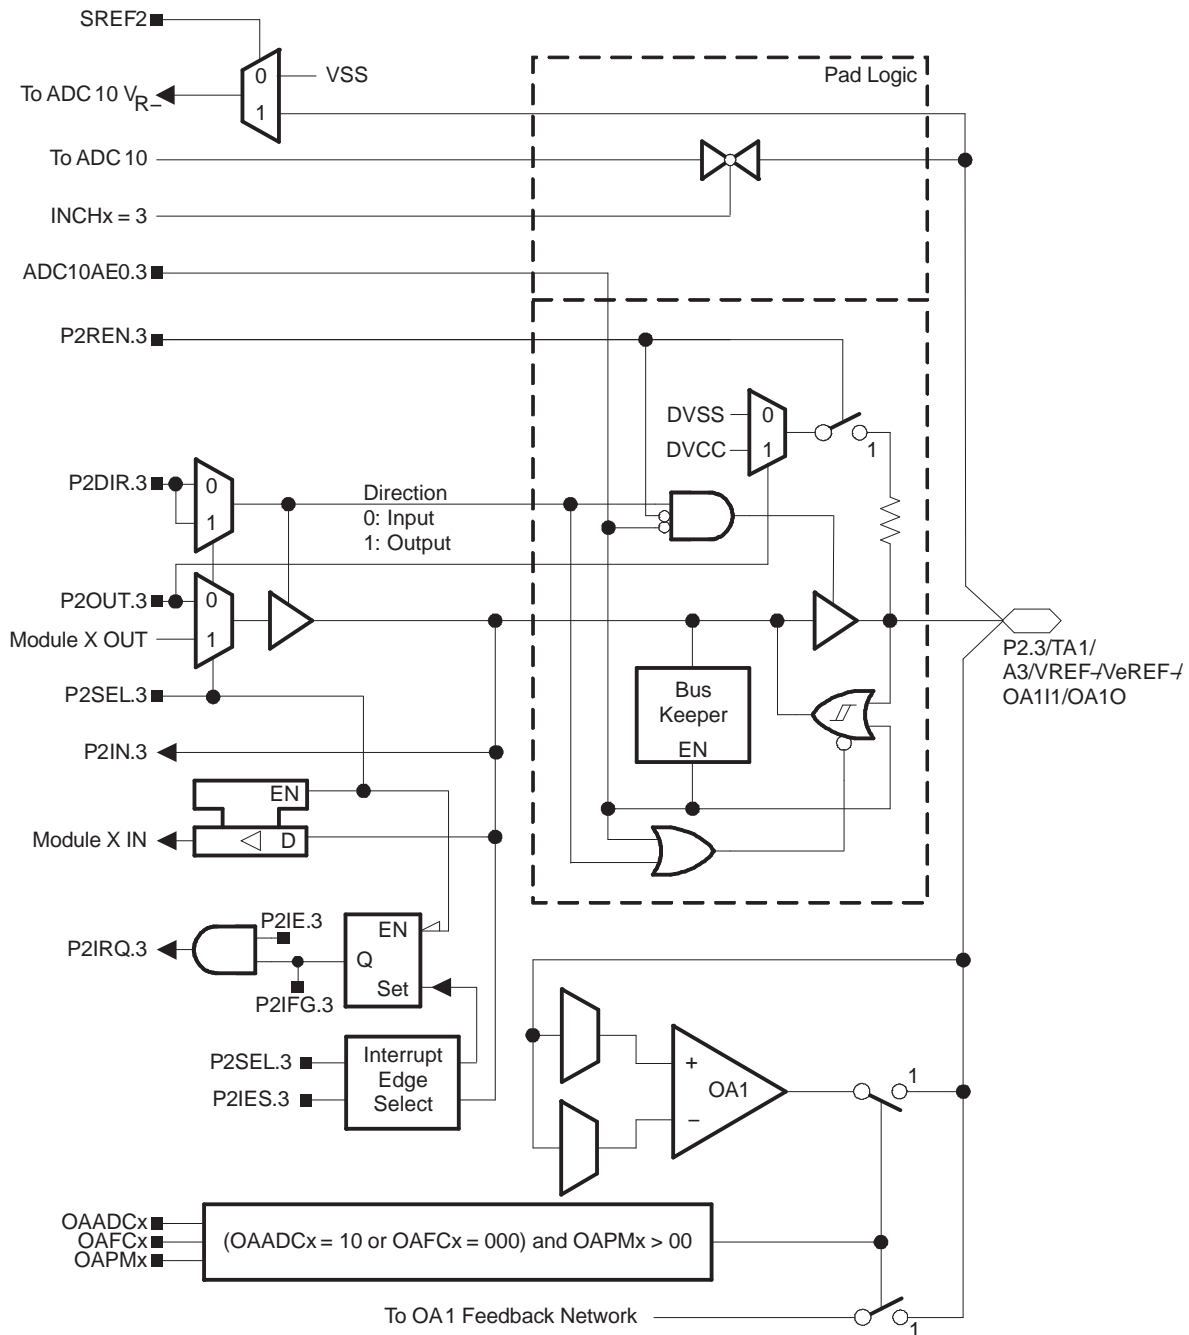 SREF2
0
VSS
To ADC 10 VR−
1
Pad Logic
To ADC 10
INCHx = 3
ADC10AE0.3
P2REN.3
DVSS
0
DVCC
1
1
P2DIR.3
0
1
Direction
0: Input
1: Output
P2OUT.3
0
Module X OUT
1
P2SEL.3
P2.3/TA1/
A3/VREF−/VeREF−/
OA1I1/OA1O
Bus
Keeper
EN
P2IN.3
EN
Module X IN
D
P2IE.3
P2IRQ.3
EN
Q
Set
P2IFG.3
P2SEL.3
P2IES.3
Interrupt
Edge
Select
+
OA1
−
1
OAADCx
OAFCx
OAPMx
(OAADCx = 10 or OAFCx = 000) and OAPMx > 00
To OA1 Feedback Network
1